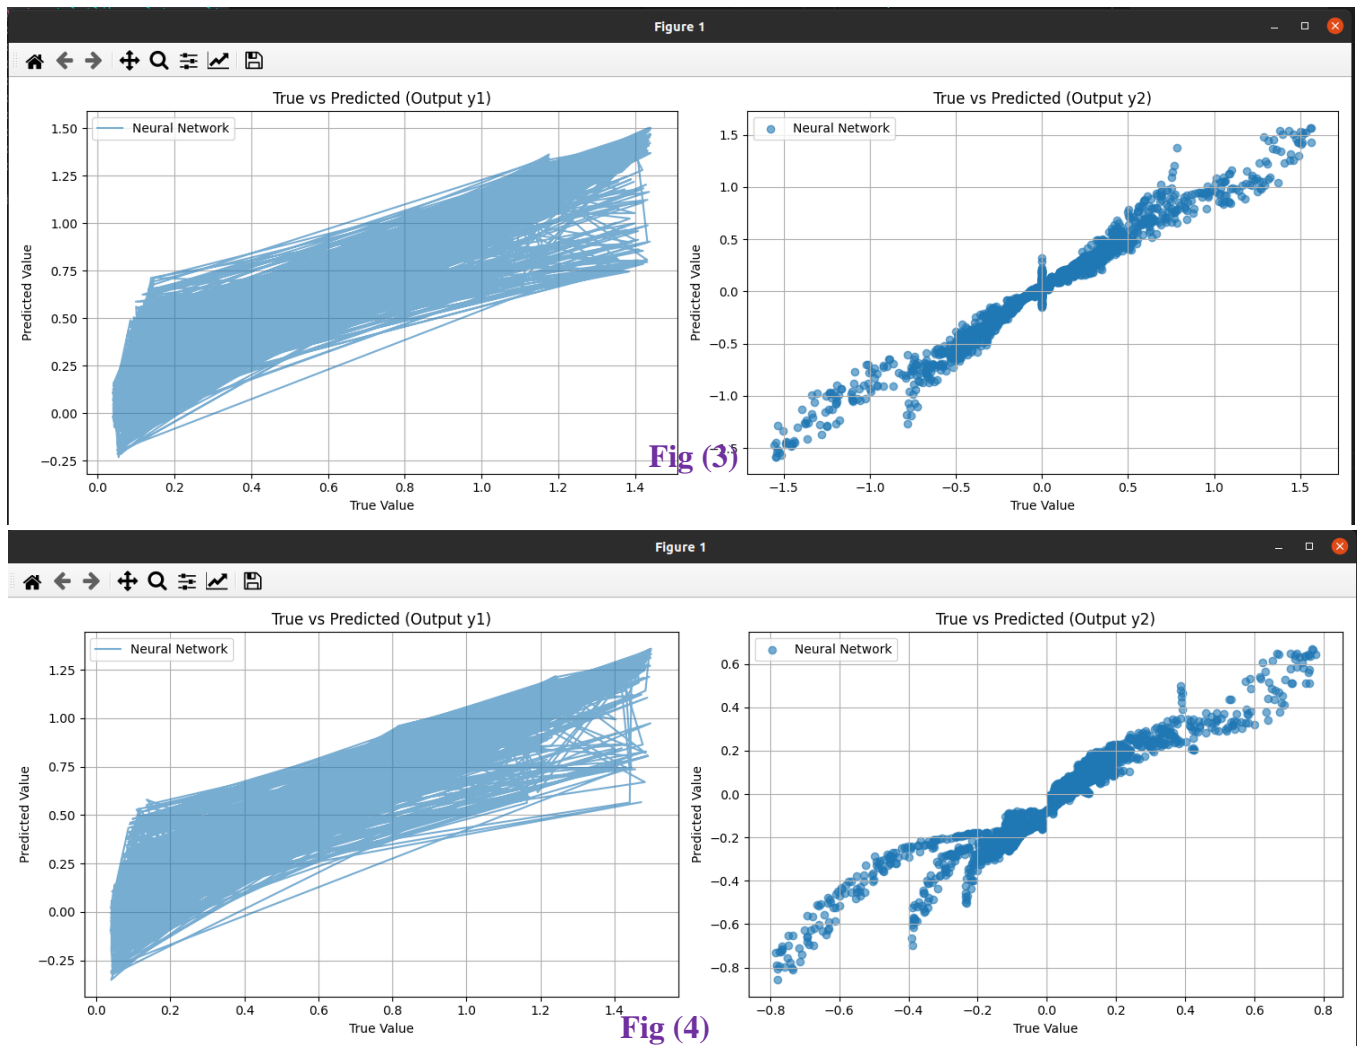 Figure 1
True vs Predicted (Output y1)
Neural Network
1.50
1.25
1.00
0.75
0.50
0.25
0.00
−0.25
Predicted Value
0.0 0.2 0.4 0.6 0.8 1.0 1.2 1.4
True Value
True vs Predicted (Output y2)
Neural Network
1.5
1.0
0.5
0.0
−0.5
−1.0
Predicted Value
−1.5 −1.0 −0.5 0.0 0.5 1.0 1.5
True Value
Fig (3)
Figure 1
True vs Predicted (Output y1)
Neural Network
1.25
1.00
0.75
0.50
0.25
0.00
−0.25
Predicted Value
0.0 0.2 0.4 0.6 0.8 1.0 1.2 1.4
True Value
True vs Predicted (Output y2)
Neural Network
0.6
0.4
0.2
0.0
−0.2
−0.4
−0.6
−0.8
Predicted Value
−0.8 −0.6 −0.4 −0.2 0.0 0.2 0.4 0.6 0.8
True Value
Fig (4)